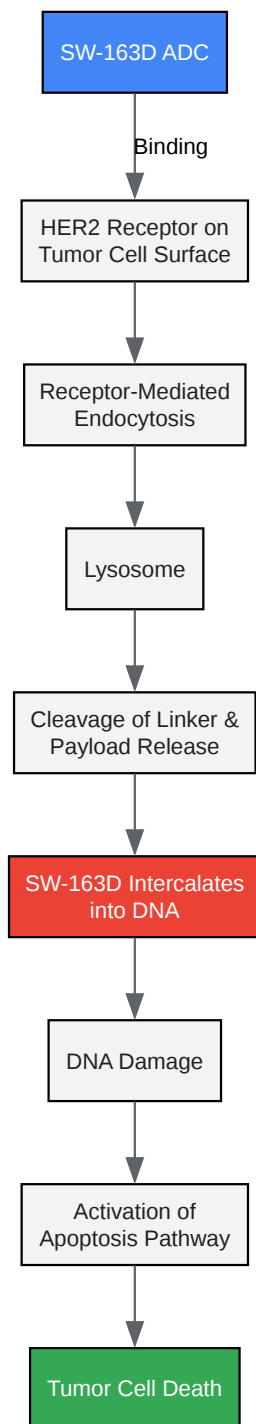 SW-163D ADC
Binding
HER2 Receptor on
Tumor Cell Surface
Receptor-Mediated
Endocytosis
Lysosome
Cleavage of Linker &
Payload Release
SW-163D Intercalates
into DNA
DNA Damage
Activation of
Apoptosis Pathway
Tumor Cell Death